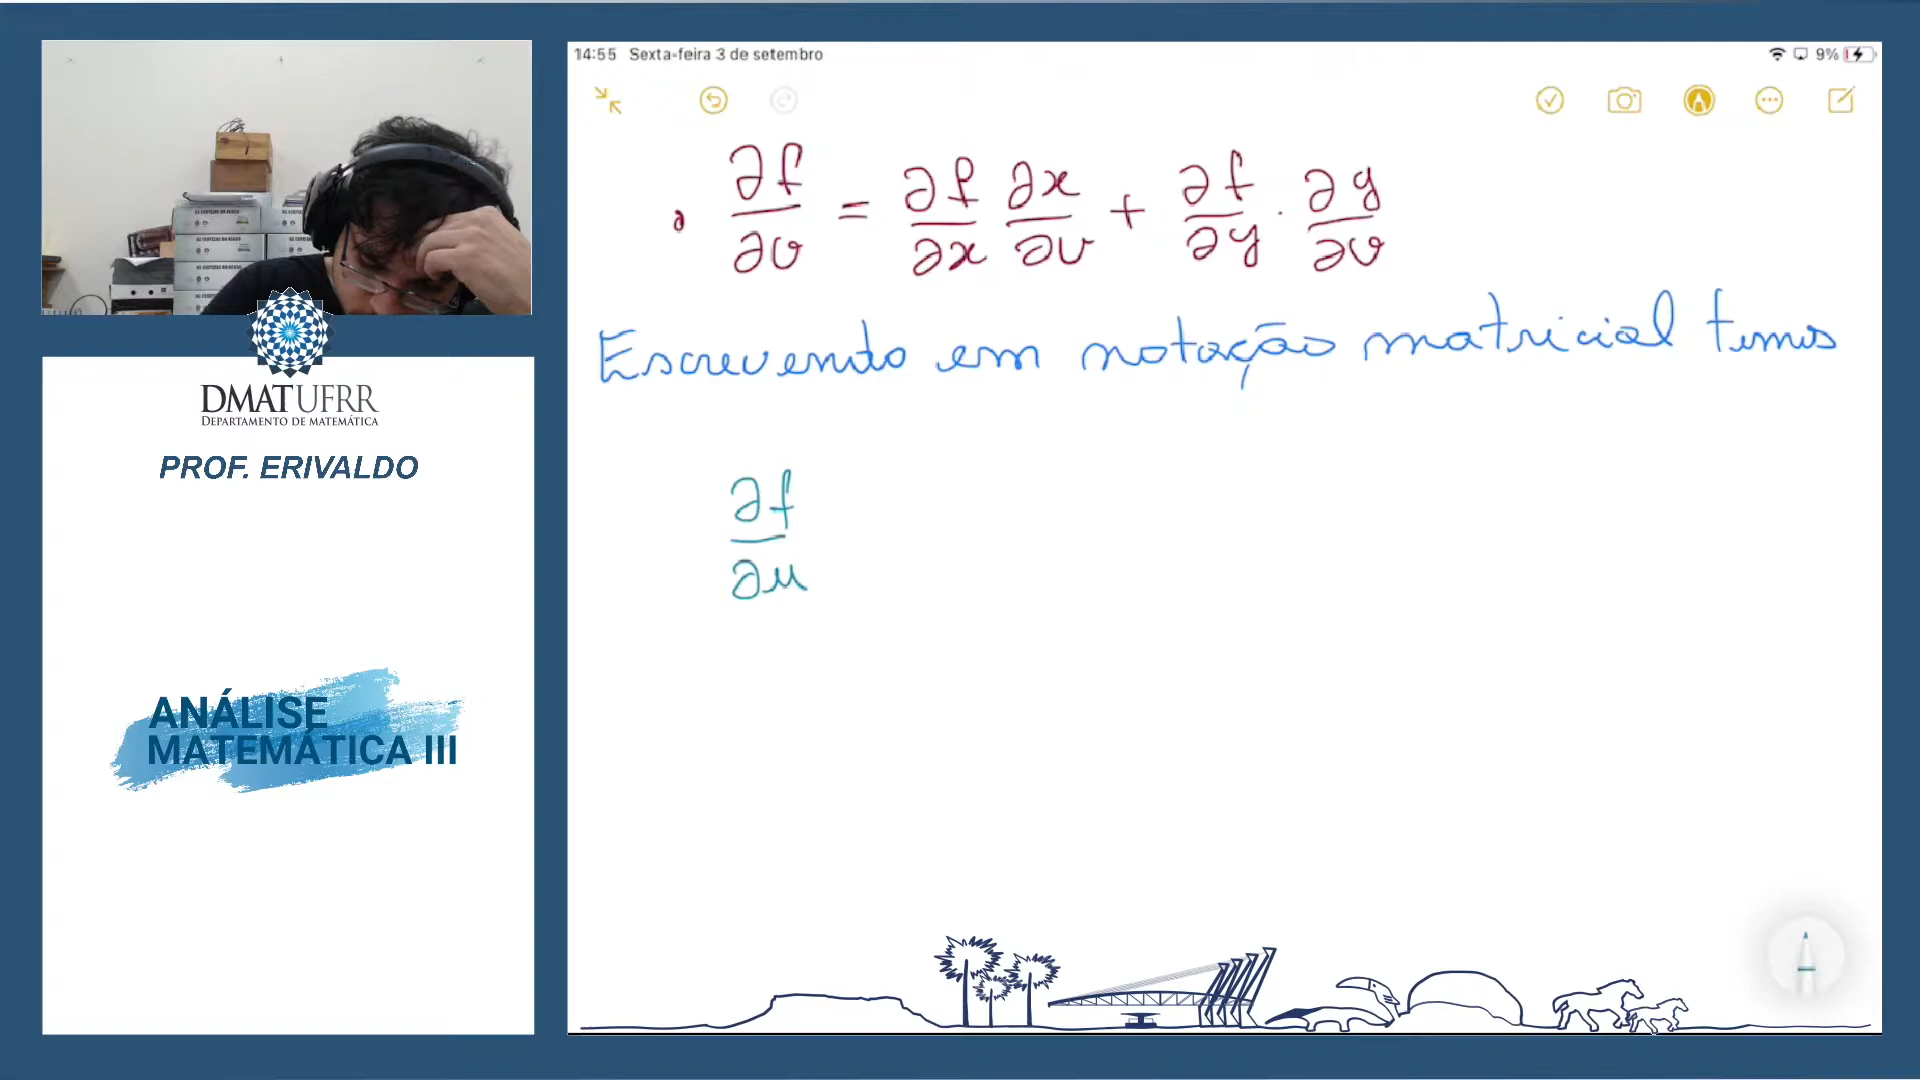 14:55 Sexta-feira 3 de setembro 9%
∂f/∂v = ∂f/∂x ∂x/∂v + ∂f/∂y · ∂y/∂v
Escrevendo em notação matricial temos
∂f/∂u
DMATUFRR
DEPARTAMENTO DE MATEMÁTICA
PROF. ERIVALDO
ANÁLISE
MATEMÁTICA III